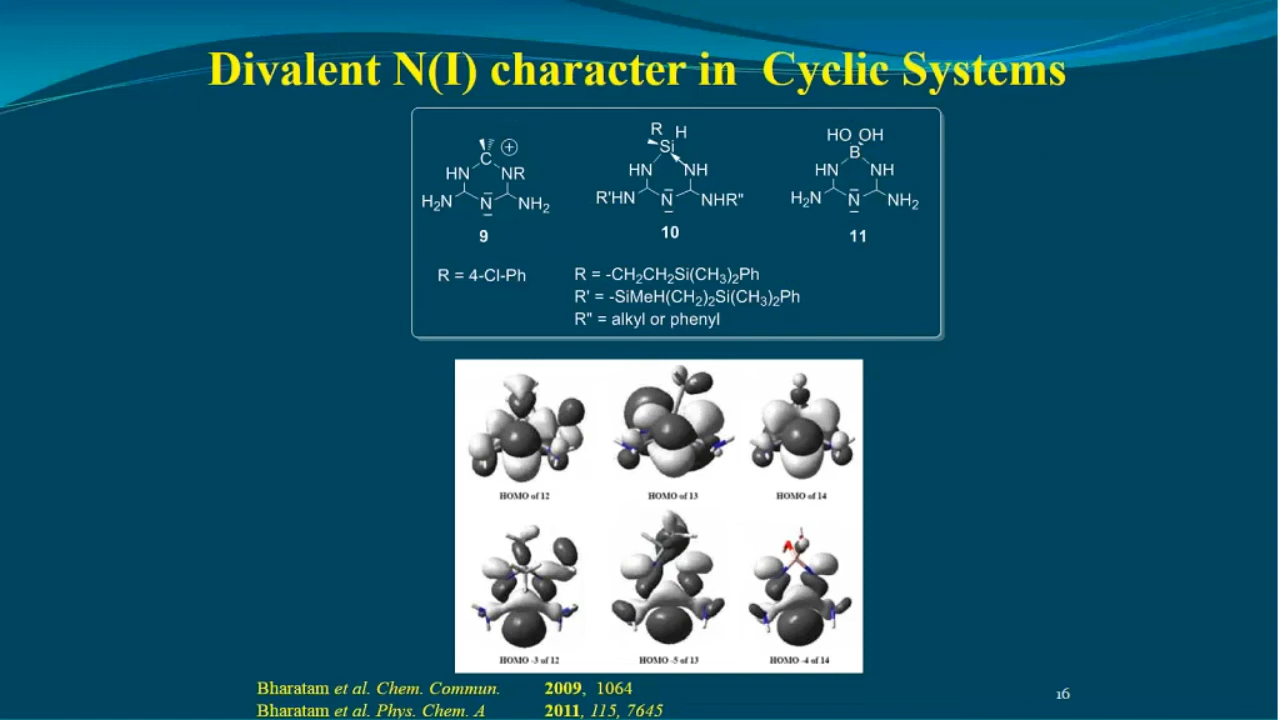 Divalent N(I) character in Cyclic Systems
C +
HN NR
H2N N NH2
9
R H
Si
HN NH
R'HN N NHR"
10
HO OH
B
HN NH
H2N N NH2
11
R = 4-Cl-Ph
R = -CH2CH2Si(CH3)2Ph
R' = -SiMeH(CH2)2Si(CH3)2Ph
R" = alkyl or phenyl
HOMO of 12 HOMO of 13 HOMO of 14
HOMO -3 of 12 HOMO -5 of 13 HOMO -4 of 14
Bharatam et al. Chem. Commun. 2009, 1064
Bharatam et al. Phys. Chem. A 2011, 115, 7645
16